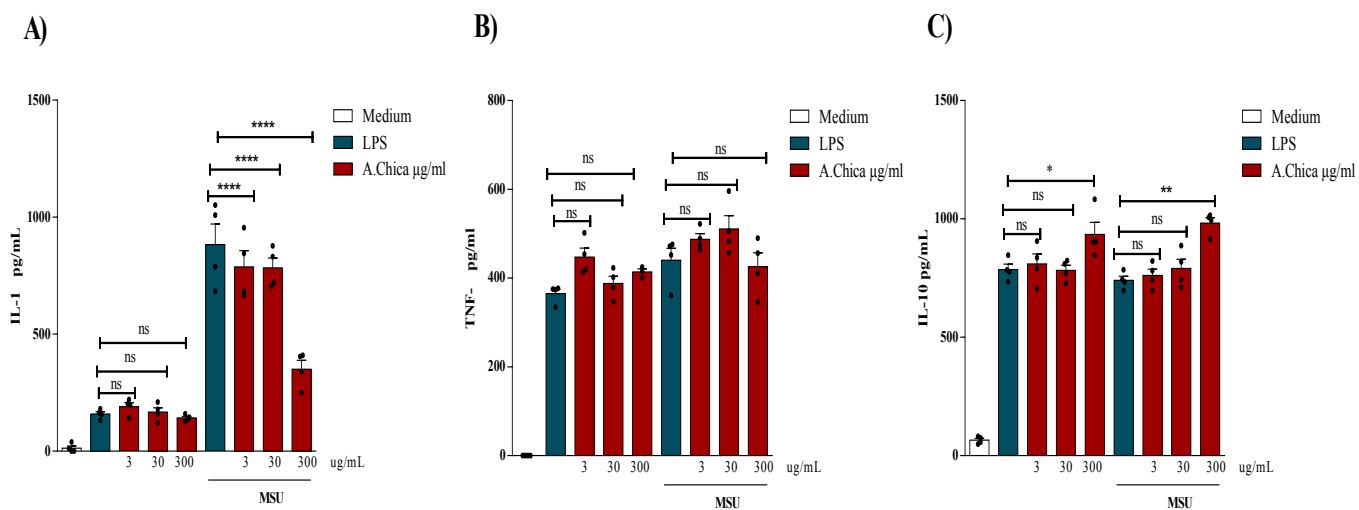 A)
IL-1 pg/mL
1500
1000
500
0
Medium
LPS
A.Chica µg/ml
****
****
****
ns
ns
ns
3 30 300 3 30 300 ug/mL
MSU
B)
TNF- pg/ml
800
600
400
200
0
Medium
LPS
A.Chica µg/ml
ns
ns
ns
ns
ns
ns
3 30 300 3 30 300 ug/mL
MSU
C)
IL-10 pg/mL
1500
1000
500
0
Medium
LPS
A.Chica µg/ml
*
ns
ns
**
ns
ns
3 30 300 3 30 300 ug/mL
MSU